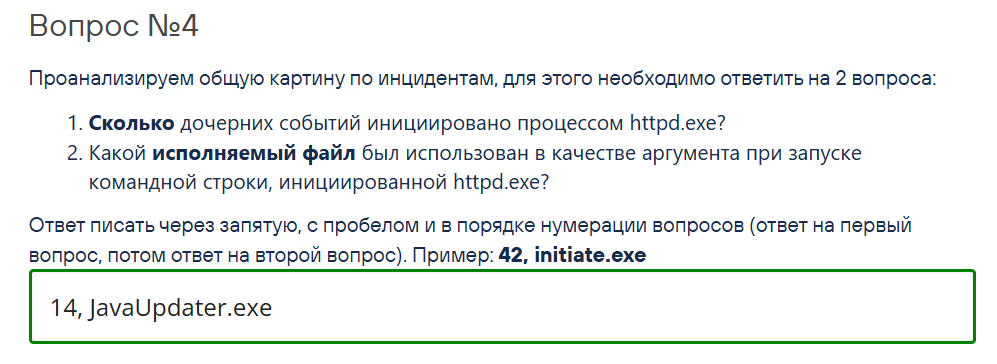 Вопрос №4
Проанализируем общую картину по инцидентам, для этого необходимо ответить на 2 вопроса:
1. Сколько дочерних событий инициировано процессом httpd.exe?
2. Какой исполняемый файл был использован в качестве аргумента при запуске
командной строки, инициированной httpd.exe?
Ответ писать через запятую, с пробелом и в порядке нумерации вопросов (ответ на первый
вопрос, потом ответ на второй вопрос). Пример: 42, initiate.exe
14, JavaUpdater.exe